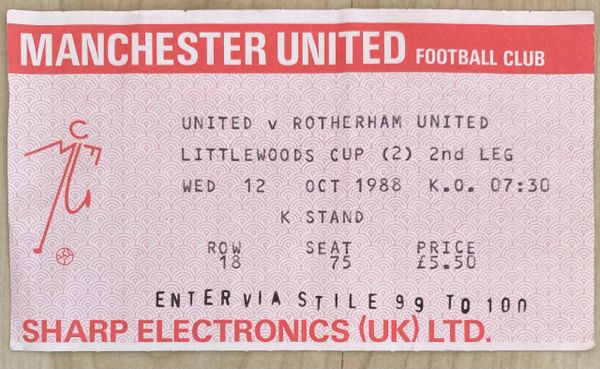 MANCHESTER UNITED FOOTBALL CLUB
UNITED v ROTHERHAM UNITED
LITTLEWOODS CUP (2) 2nd LEG
WED 12 OCT 1988 K.O. 07:30
K STAND
ROW SEAT PRICE
18 75 £5.50
ENTER VIA STILE 99 TO 100
SHARP ELECTRONICS (UK) LTD.